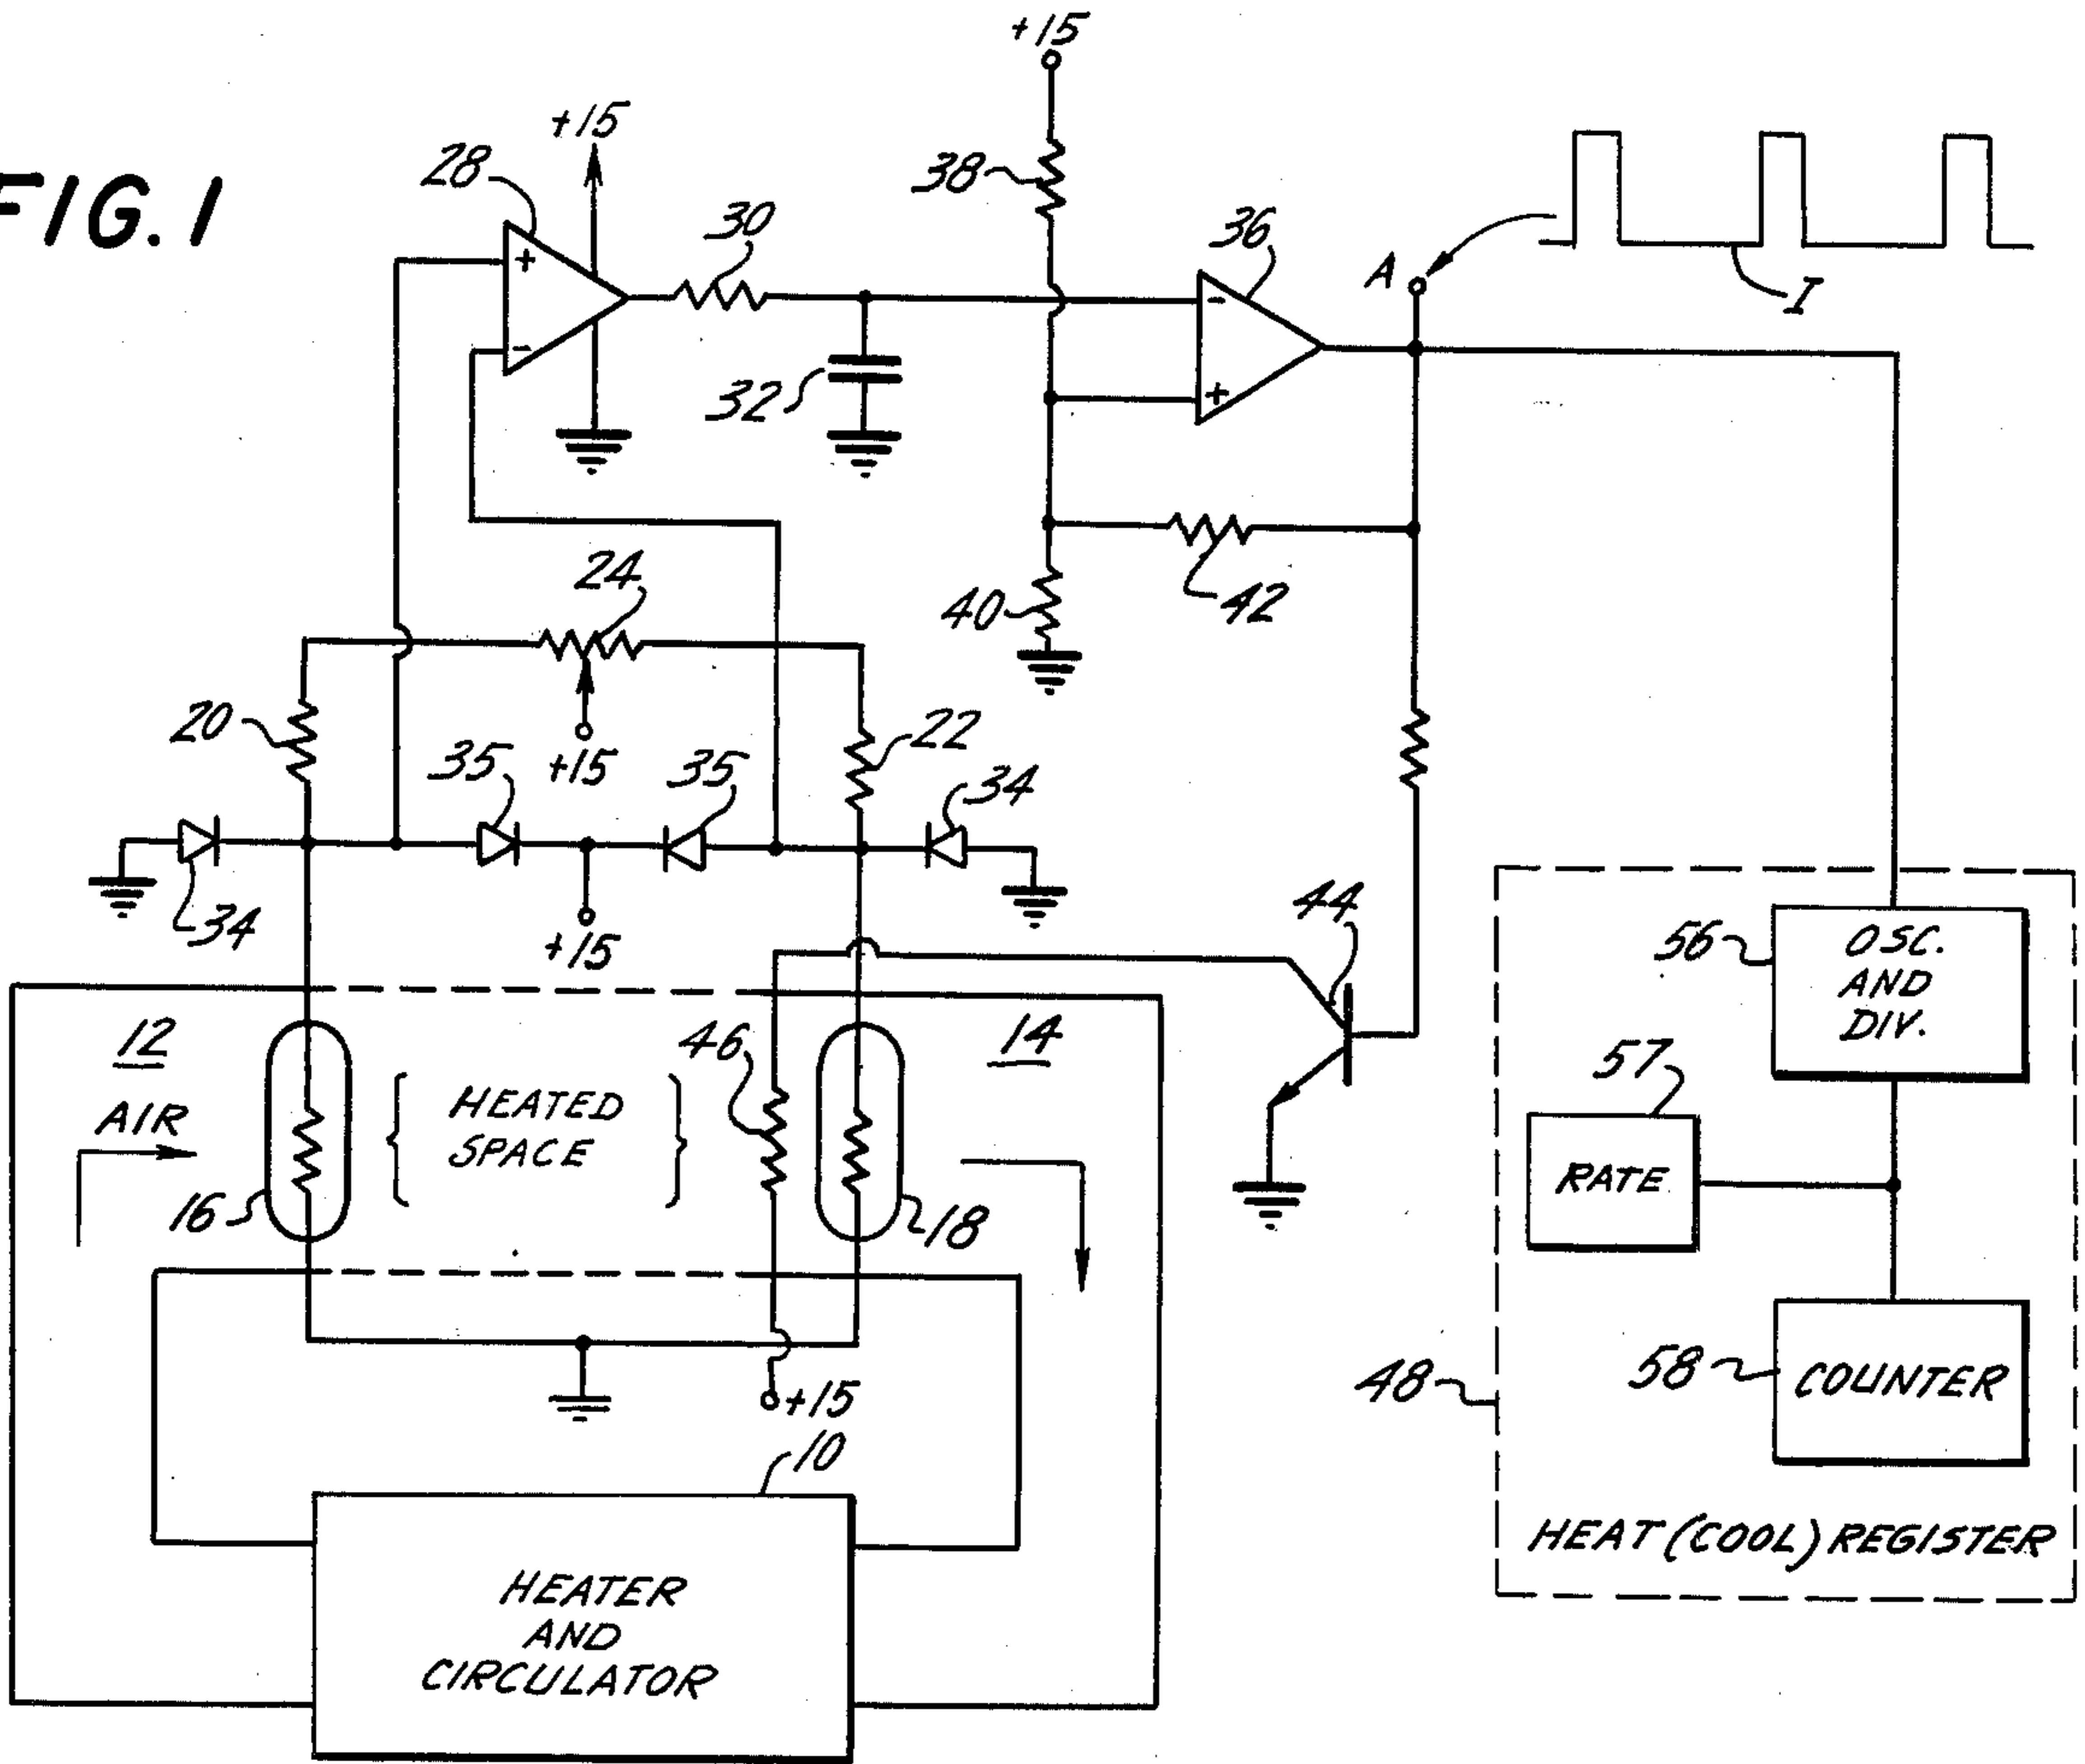 FIG. 1
+15
+15
28
30
38
36
A
I
+
-
-
+
32
24
40
42
20
35
+15
35
22
34
34
+15
44
56
OSC.
AND
DIV.
12
14
46
57
AIR
HEATED
SPACE
RATE
16
18
48
58
COUNTER
+15
10
HEATER
AND
CIRCULATOR
HEAT (COOL) REGISTER